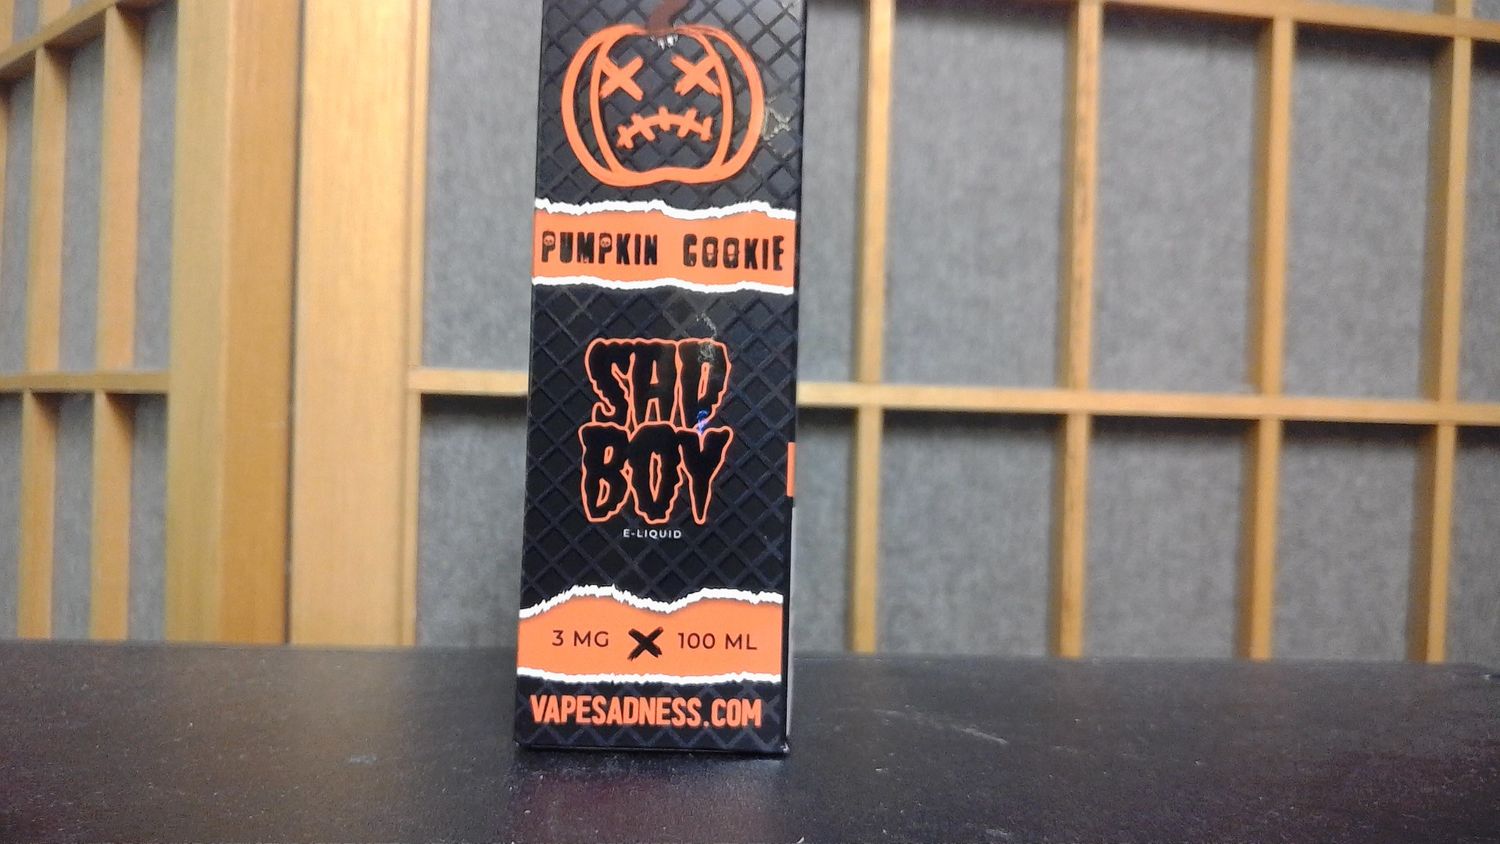 PUMPKIN COOKIE
SAD
BOY
E-LIQUID
3 MG X 100 ML
VAPESADNESS.COM